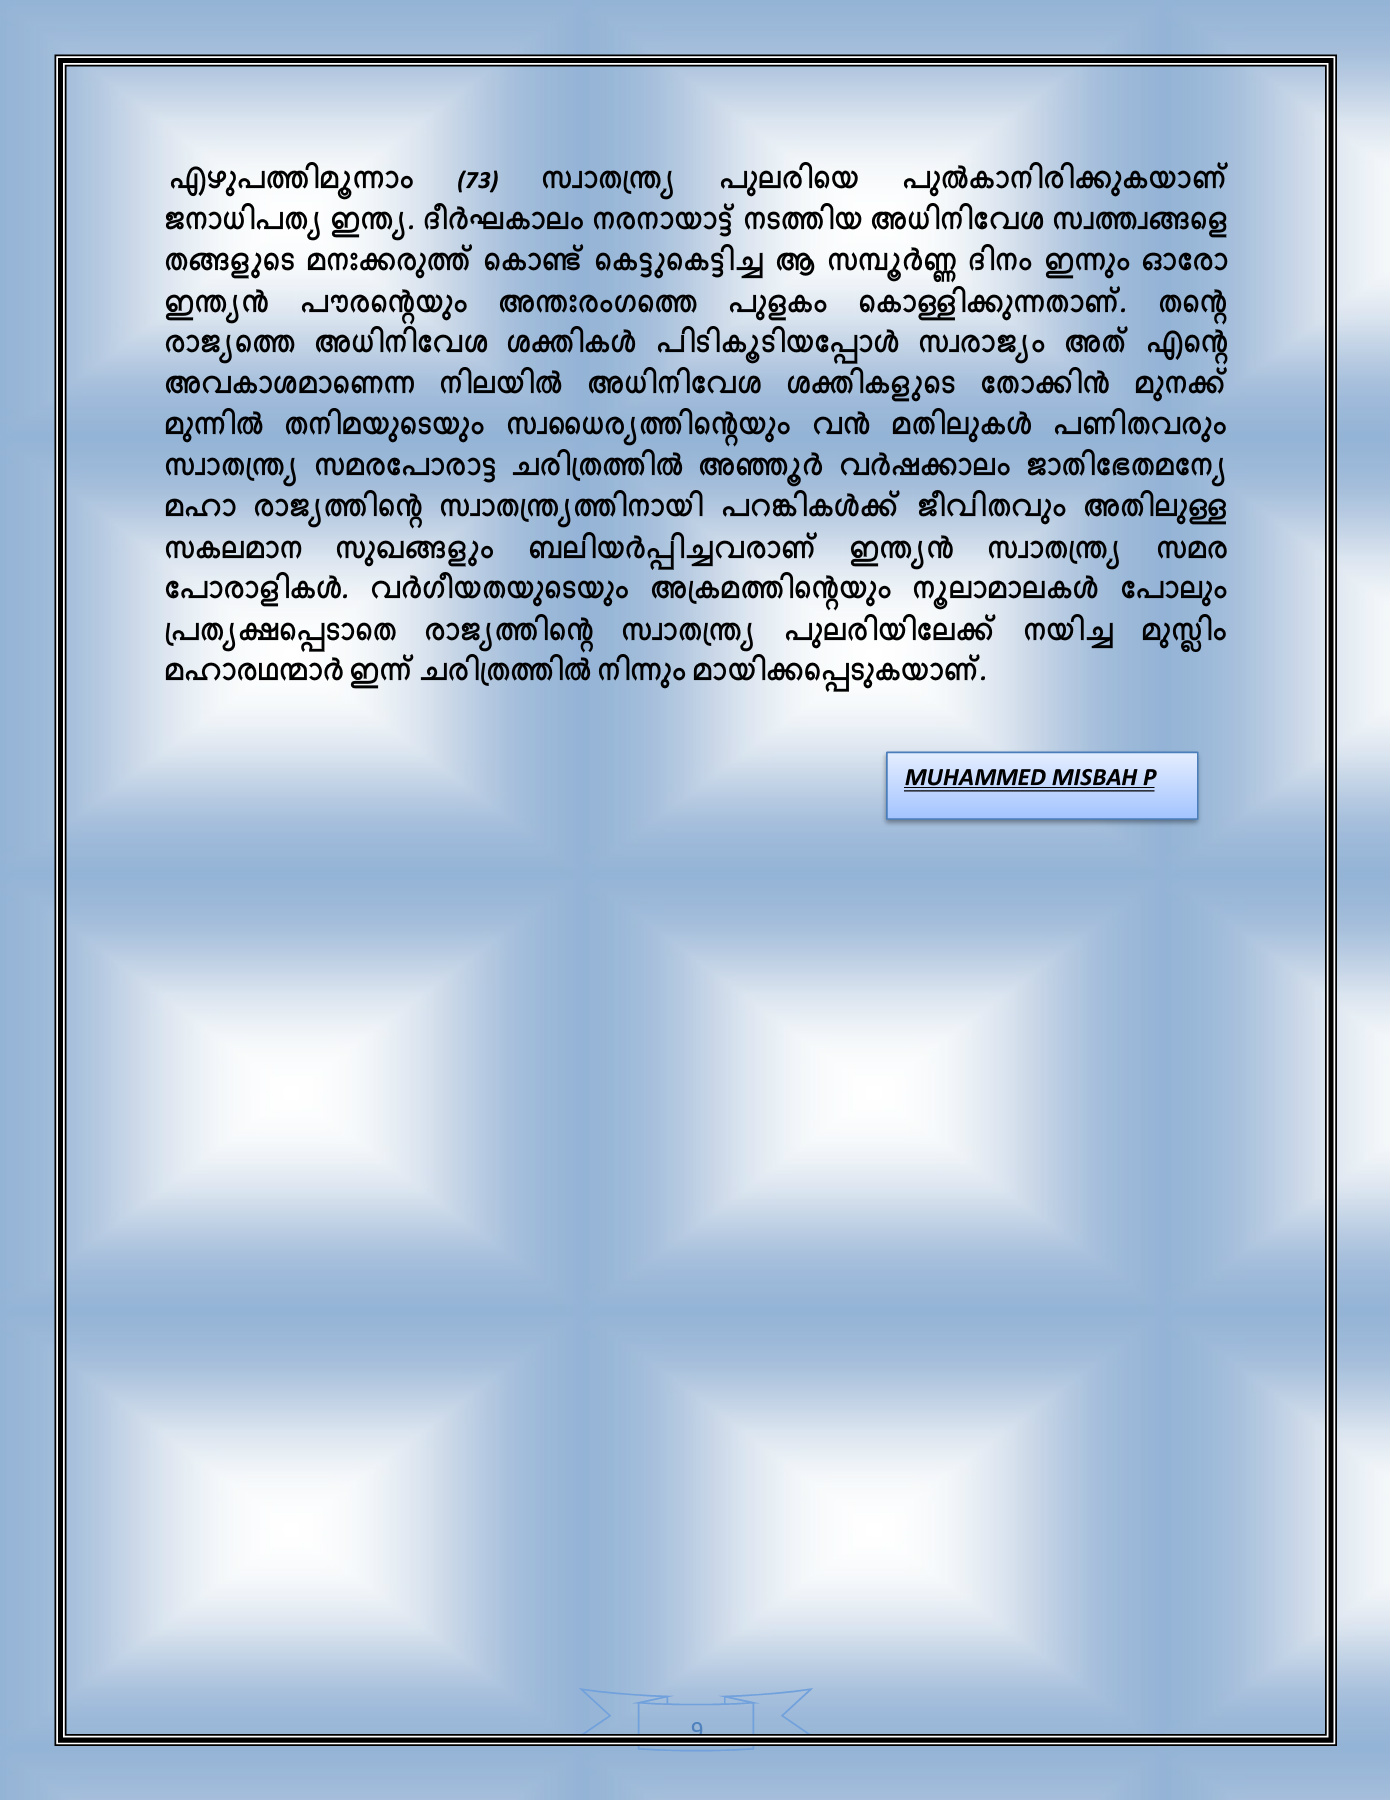 എഴുപത്തിമൂന്നാം (73) സ്വാതന്ത്ര്യ പുലരിയെ പുൽകാനിരിക്കുകയാണ്
ജനാധിപത്യ ഇന്ത്യ. ദീർഘകാലം നരനായാട്ട് നടത്തിയ അധിനിവേശ സ്വത്ത്വങ്ങളെ
തങ്ങളുടെ മനഃക്കരുത്ത് കൊണ്ട് കെട്ടുകെട്ടിച്ച ആ സമ്പൂർണ്ണ ദിനം ഇന്നും ഓരോ
ഇന്ത്യൻ പൗരന്റെയും അന്തഃരംഗത്തെ പുളകം കൊള്ളിക്കുന്നതാണ്. തന്റെ
രാജ്യത്തെ അധിനിവേശ ശക്തികൾ പിടികൂടിയപ്പോൾ സ്വരാജ്യം അത് എന്റെ
അവകാശമാണെന്ന നിലയിൽ അധിനിവേശ ശക്തികളുടെ തോക്കിൻ മുനക്ക്
മുന്നിൽ തനിമയുടെയും സ്വധൈര്യത്തിന്റെയും വൻ മതിലുകൾ പണിതവരും
സ്വാതന്ത്ര്യ സമരപോരാട്ട ചരിത്രത്തിൽ അഞ്ഞൂർ വർഷക്കാലം ജാതിഭേതമന്യേ
മഹാ രാജ്യത്തിന്റെ സ്വാതന്ത്ര്യത്തിനായി പറങ്കികൾക്ക് ജീവിതവും അതിലുള്ള
സകലമാന സുഖങ്ങളും ബലിയർപ്പിച്ചവരാണ് ഇന്ത്യൻ സ്വാതന്ത്ര്യ സമര
പോരാളികൾ. വർഗീയതയുടെയും അക്രമത്തിന്റെയും നൂലാമാലകൾ പോലും
പ്രത്യക്ഷപ്പെടാതെ രാജ്യത്തിന്റെ സ്വാതന്ത്ര്യ പുലരിയിലേക്ക് നയിച്ച മുസ്ലിം
മഹാരഥന്മാർ ഇന്ന് ചരിത്രത്തിൽ നിന്നും മായിക്കപ്പെടുകയാണ്.
MUHAMMED MISBAH P
9